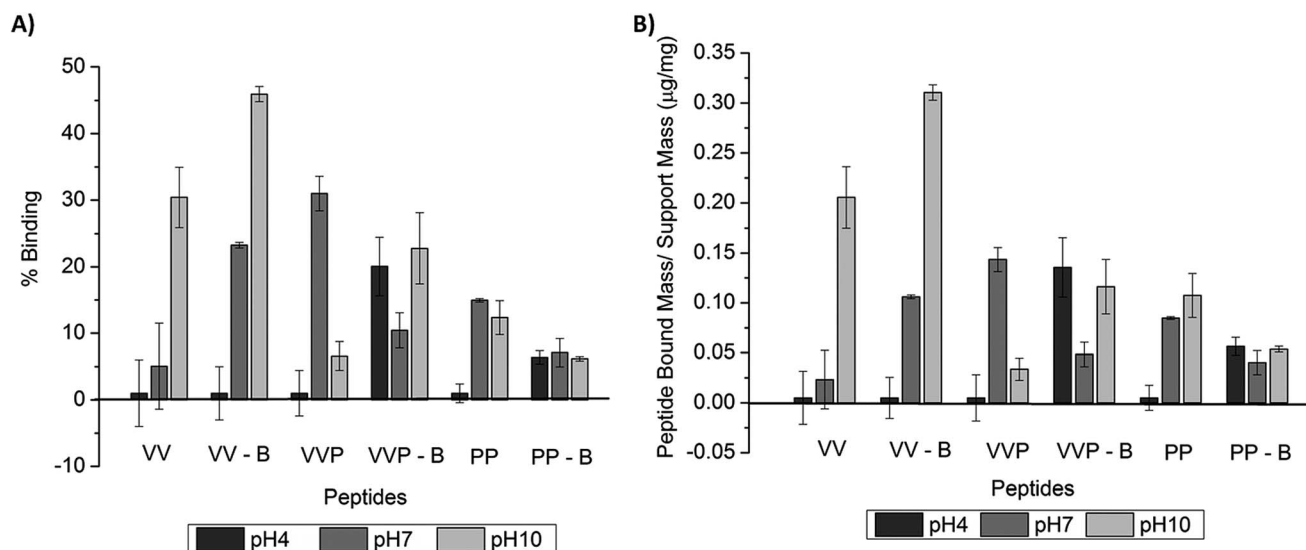 A)
% Binding
50
40
30
20
10
0
-10
VV
VV - B
VVP
VVP - B
PP
PP - B
Peptides
pH4
pH7
pH10
B)
Peptide Bound Mass/ Support Mass (µg/mg)
0.35
0.30
0.25
0.20
0.15
0.10
0.05
0.00
-0.05
VV
VV - B
VVP
VVP - B
PP
PP - B
Peptides
pH4
pH7
pH10